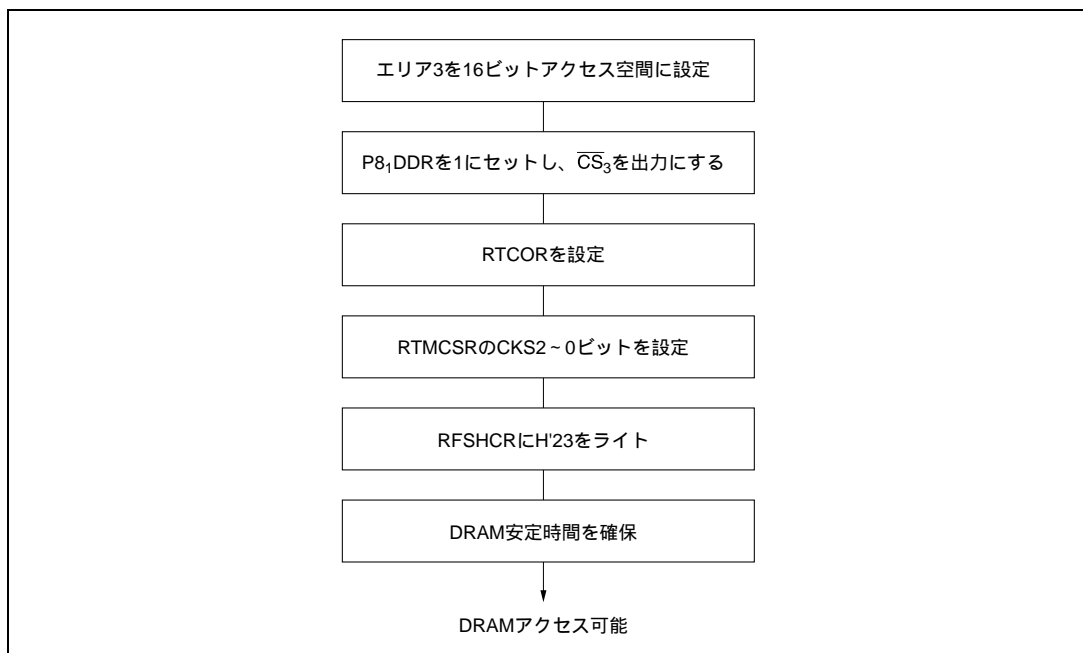 エリア3を16ビットアクセス空間に設定
P8₁DDRを1にセットし、C̅S̅₃を出力にする
RTCORを設定
RTMCSRのCKS2~0ビットを設定
RFSHCRにH'23をライト
DRAM安定時間を確保
DRAMアクセス可能